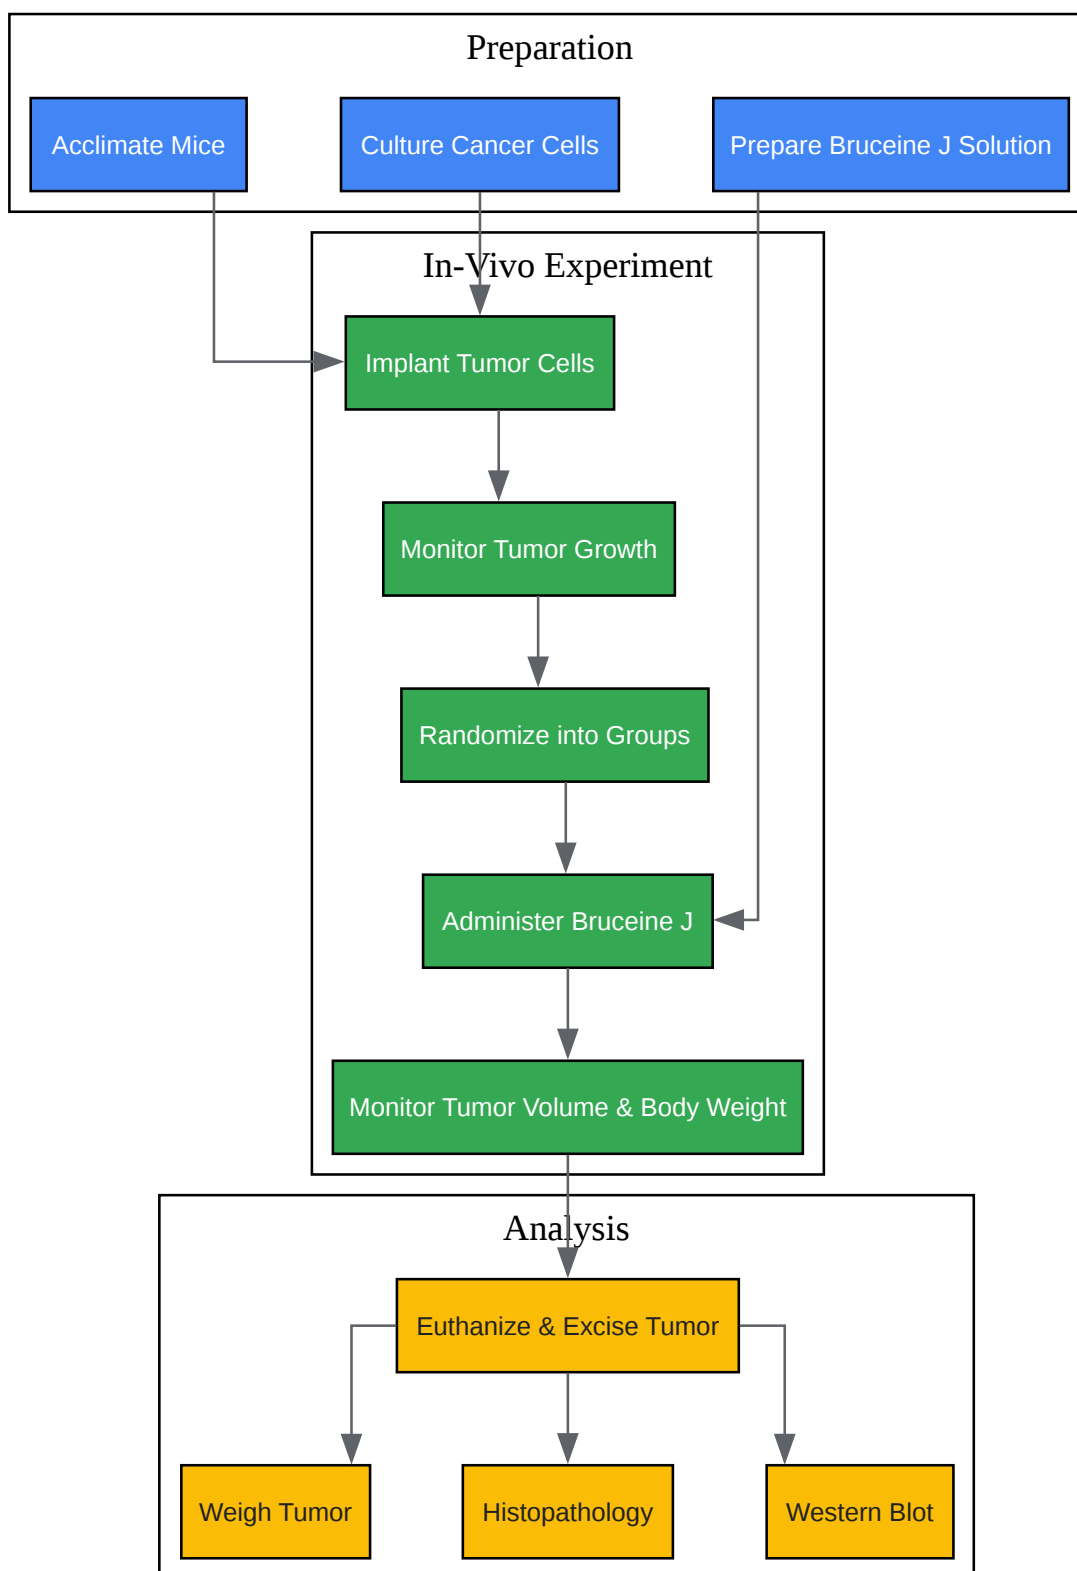 Preparation
Acclimate Mice
Culture Cancer Cells
Prepare Bruceine J Solution
In-Vivo Experiment
Implant Tumor Cells
Monitor Tumor Growth
Randomize into Groups
Administer Bruceine J
Monitor Tumor Volume & Body Weight
Analysis
Euthanize & Excise Tumor
Weigh Tumor
Histopathology
Western Blot